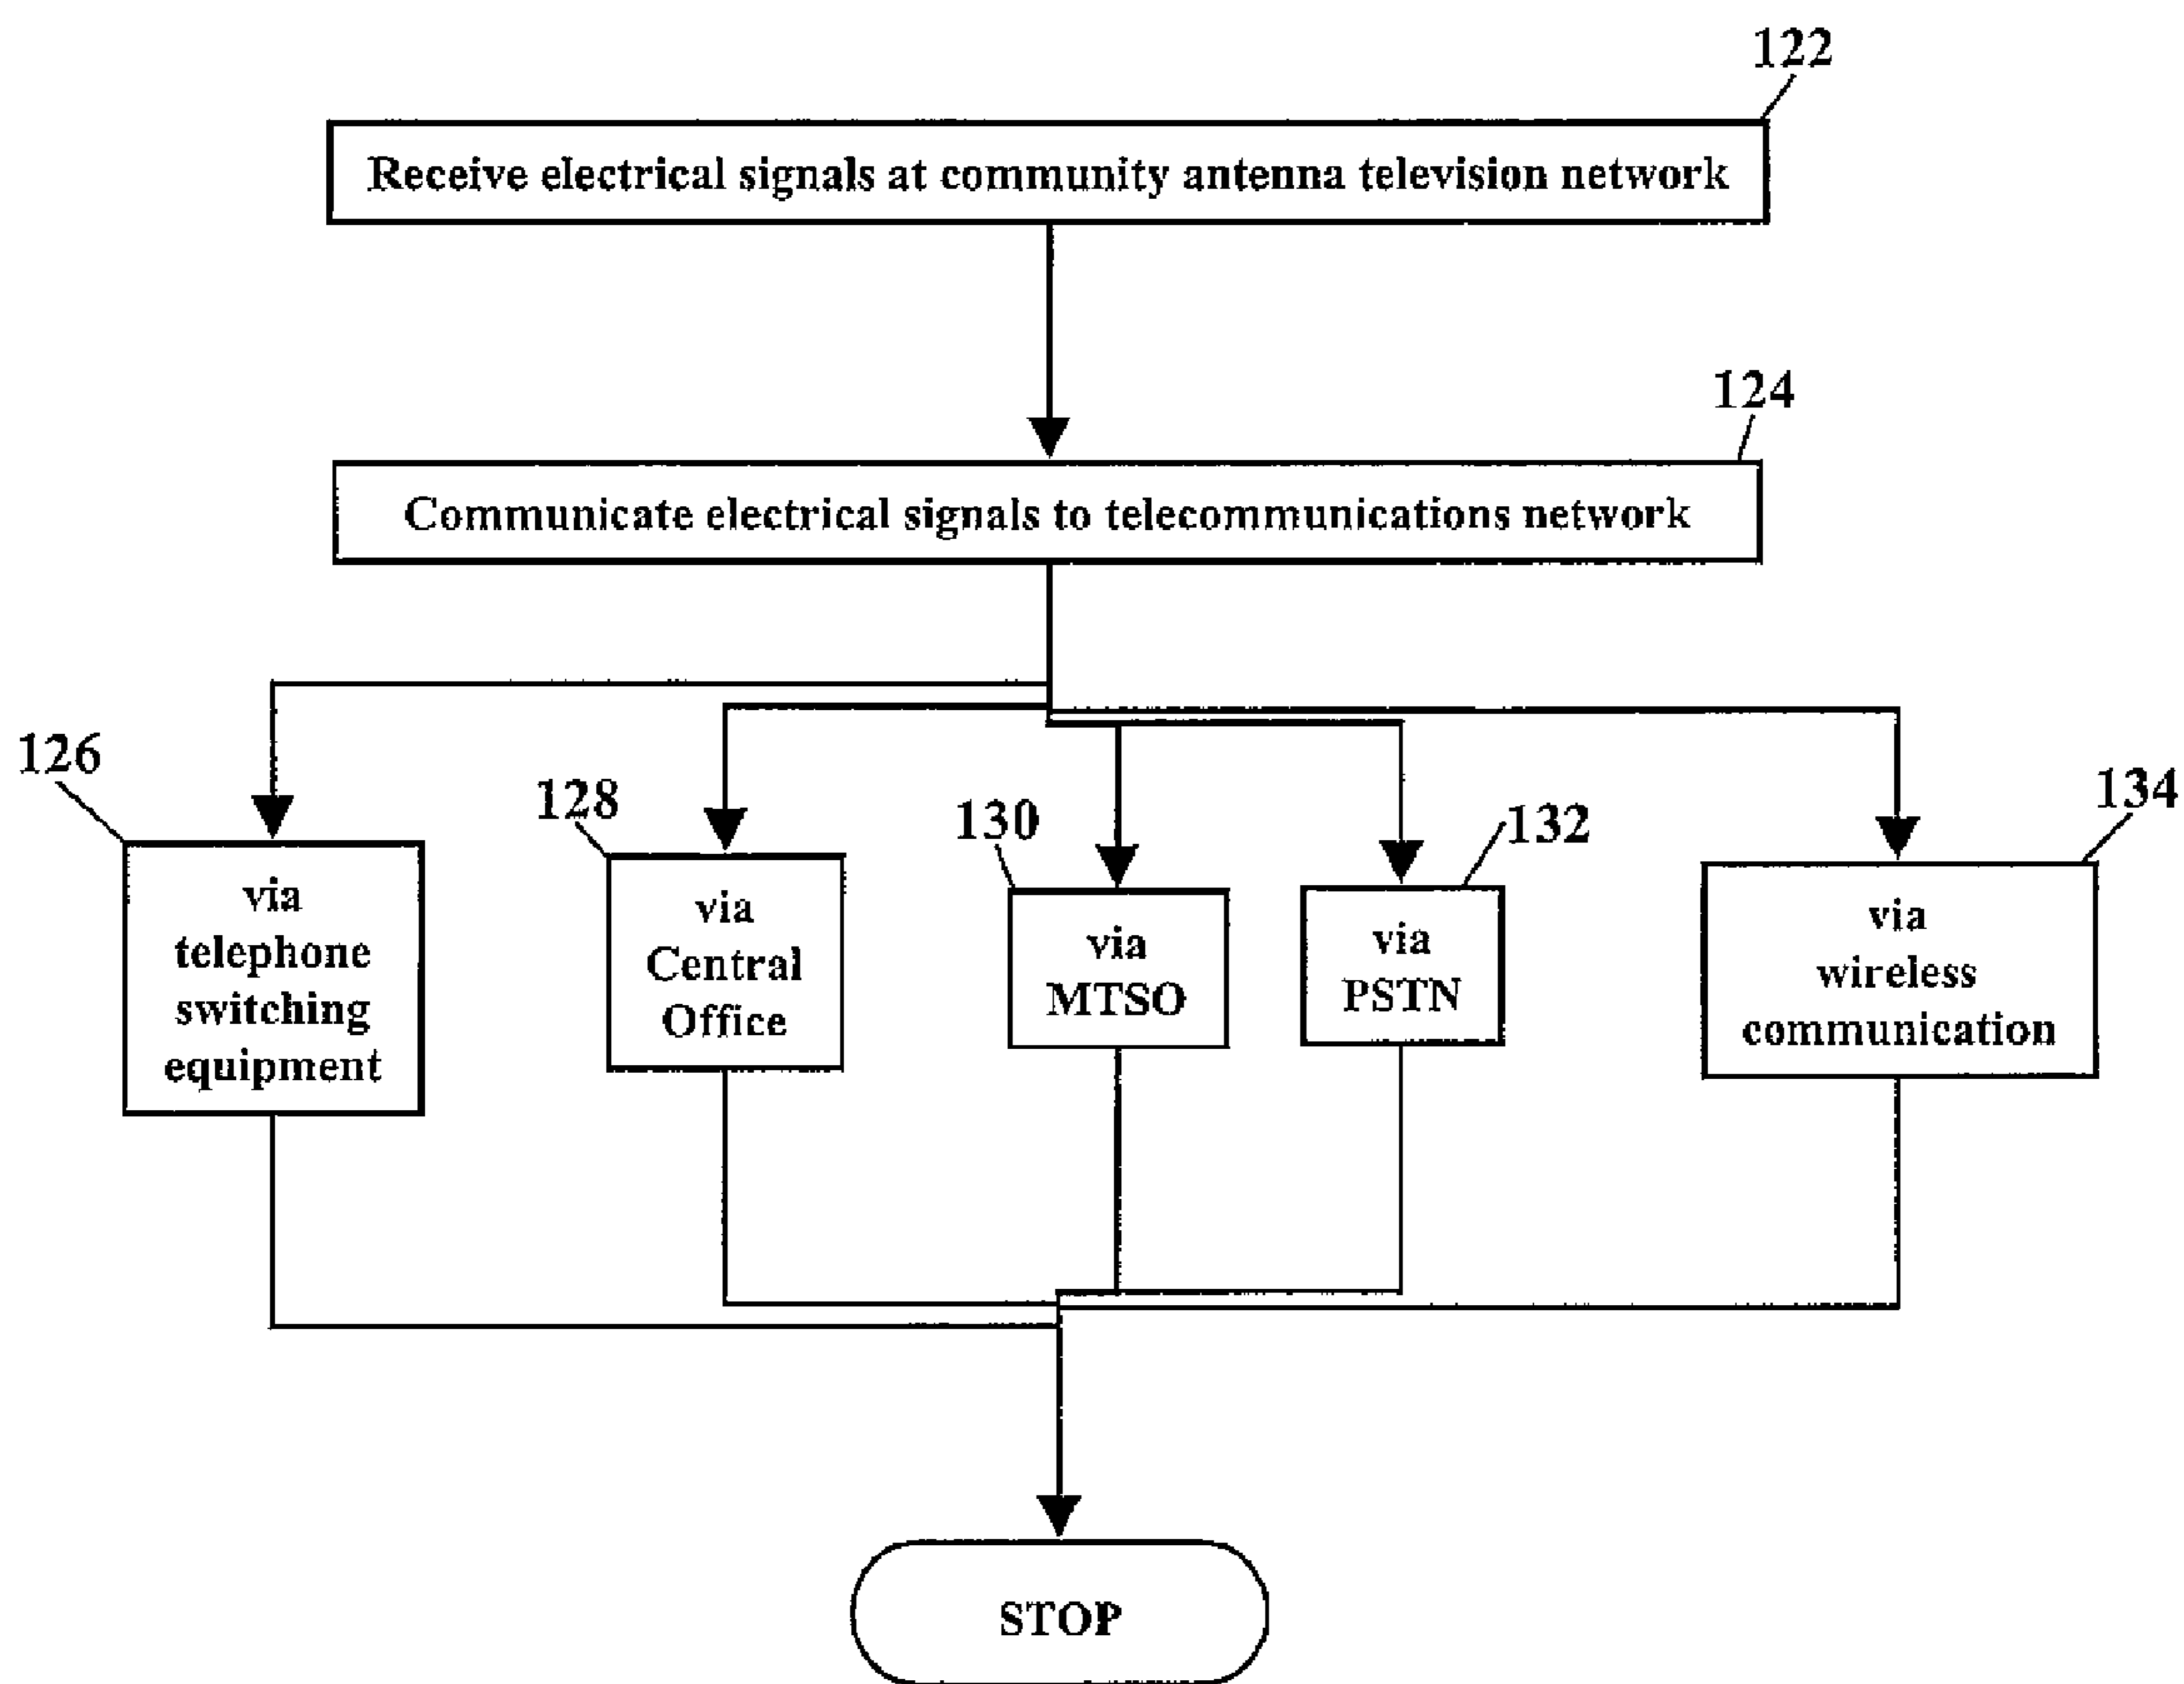 122
Receive electrical signals at community antenna television network
124
Communicate electrical signals to telecommunications network
126
via
telephone
switching
equipment
128
via
Central
Office
130
via
MTSO
132
via
PSTN
134
via
wireless
communication
STOP